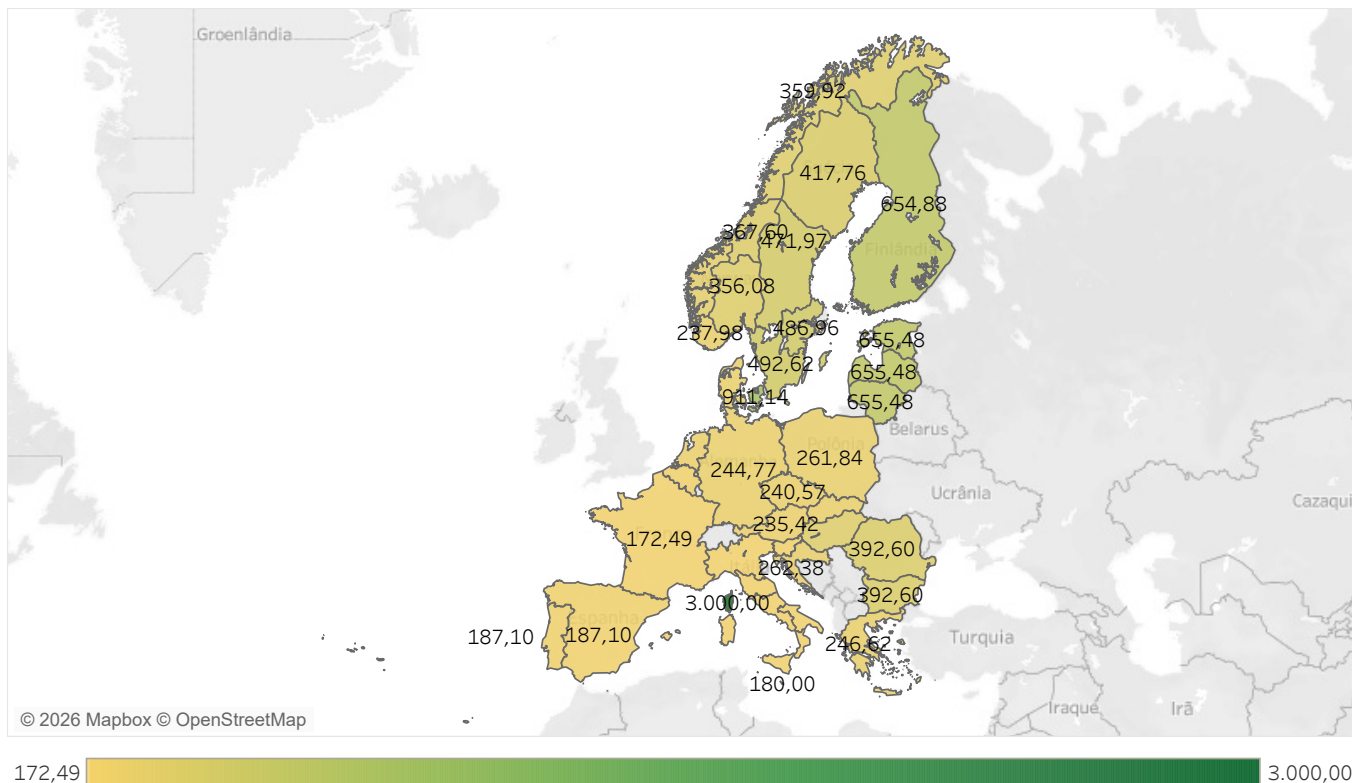 Groenlândia
359,92
417,76
654,88
367,60
471,97
Finlândia
356,08
237,98
486,96
655,48
492,62
655,48
911,14
655,48
Belarus
Polônia
244,77
261,84
240,57
Ucrânia
Cazaqui
235,42
172,49
392,60
262,38
392,60
3.000,00
Espanha
187,10
187,10
Turquia
246,62
180,00
Iraque
Irã
© 2026 Mapbox © OpenStreetMap
172,49
3.000,00